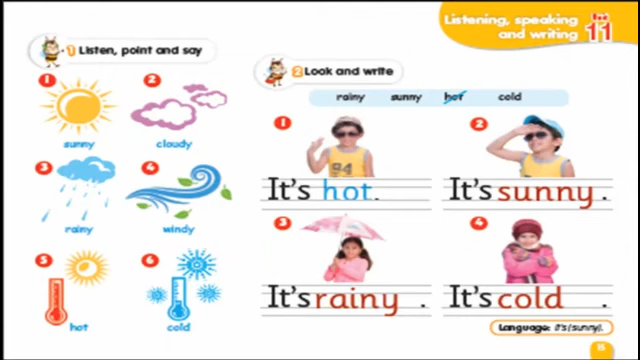 Listening, speaking
and writing
Unit
11
1 Listen, point and say
1
sunny
2
cloudy
3
rainy
4
windy
5
hot
6
cold
2 Look and write
rainy sunny hot cold
1
94
It's hot.
2
It's sunny.
3
It's rainy.
4
It's cold.
Language: It's (sunny).